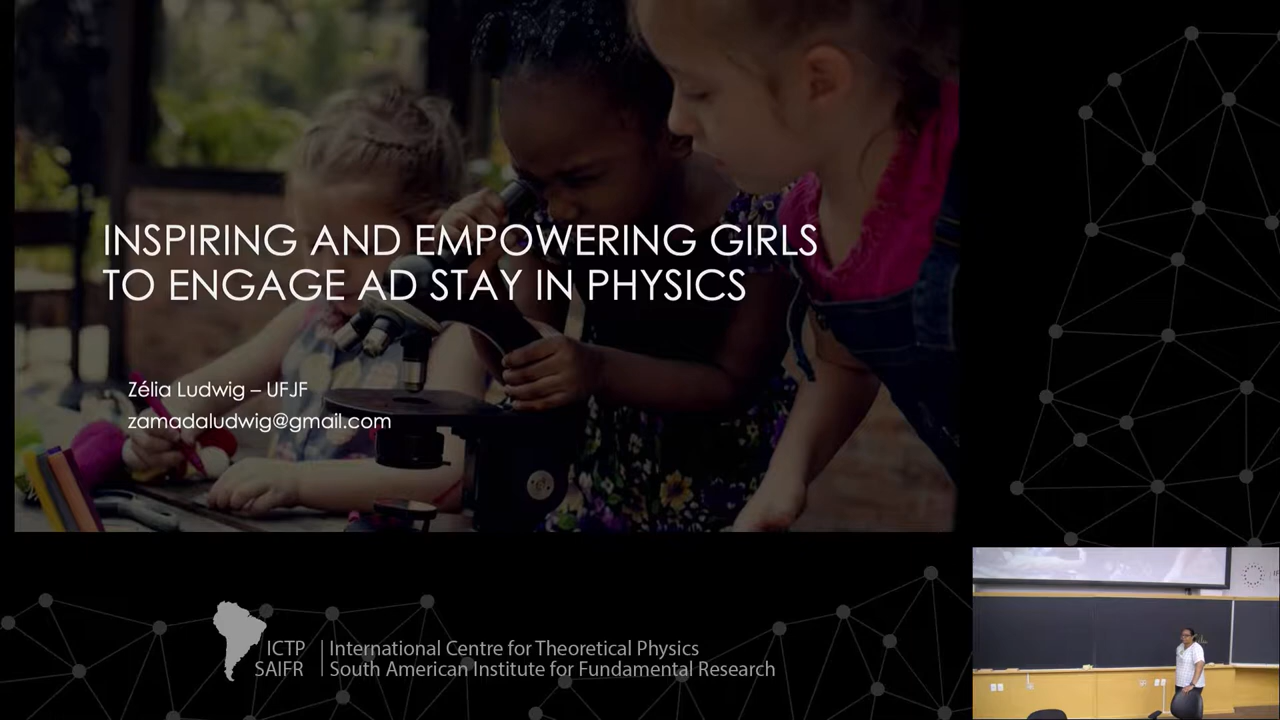 INSPIRING AND EMPOWERING GIRLS
TO ENGAGE AD STAY IN PHYSICS
Zélia Ludwig – UFJF
zamadaludwig@gmail.com
ICTP
SAIFR
International Centre for Theoretical Physics
South American Institute for Fundamental Research